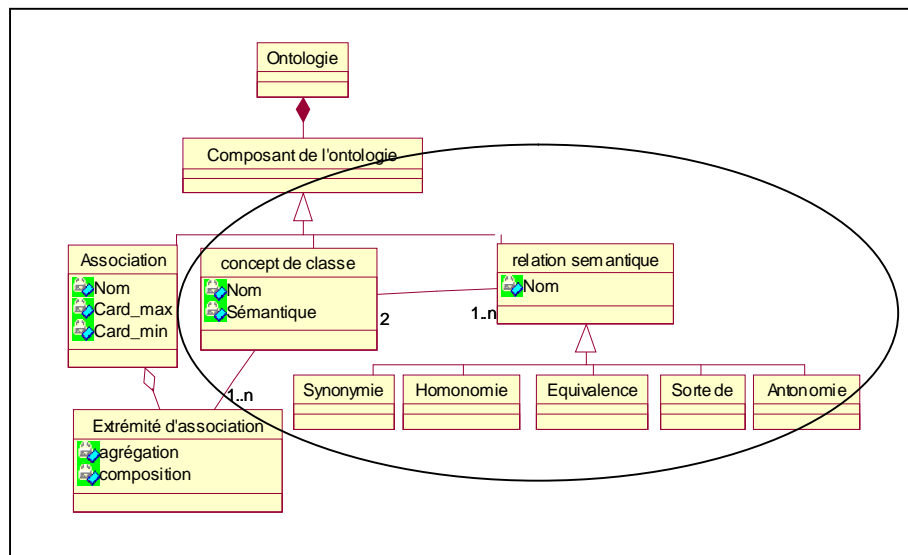 Ontologie
Composant de l'ontologie
Association
Nom
Card_max
Card_min
concept de classe
Nom
Sémantique
2
relation semantique
Nom
1..n
Synonymie
Homonomie
Equivalence
Sorte de
Antonomie
1..n
Extrémité d'association
agrégation
composition